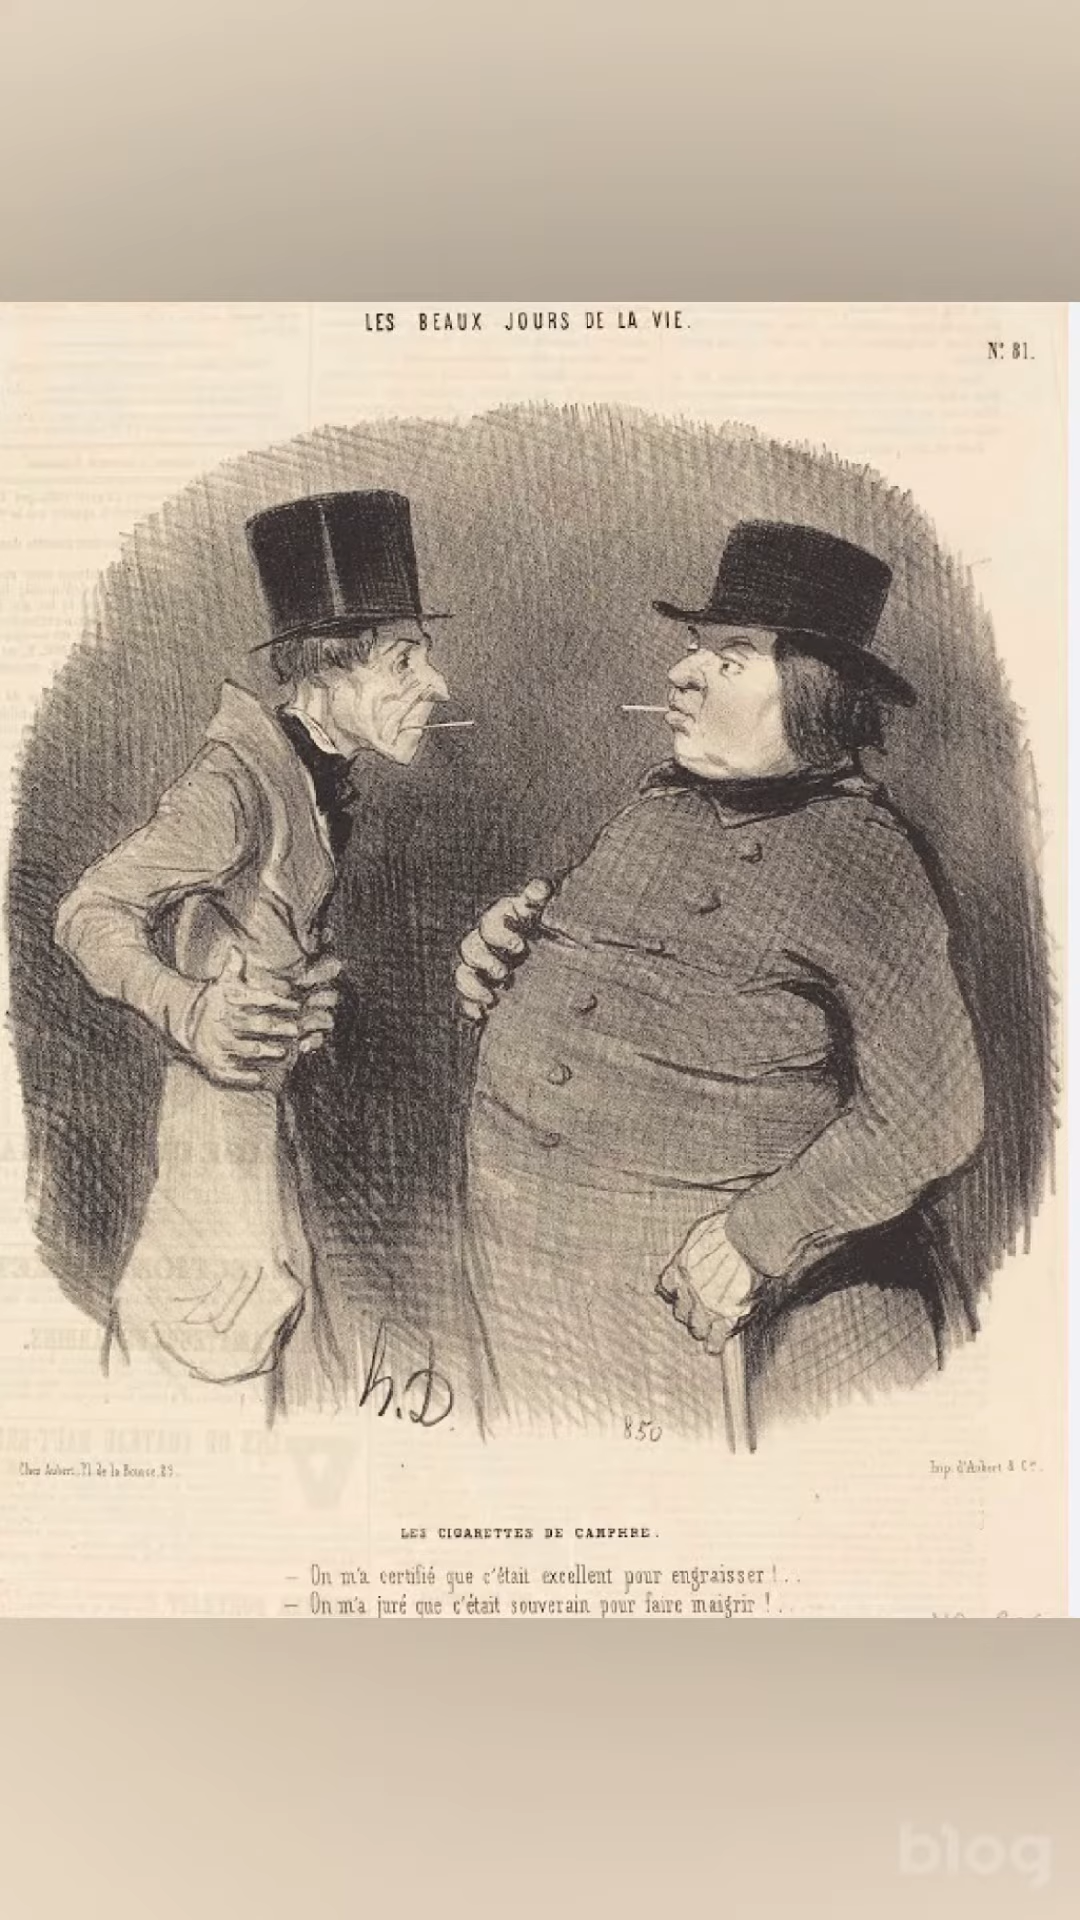 LES BEAUX JOURS DE LA VIE.
Nº 81.
h.D.
850
Chez Aubert, Pl. de la Bourse, 29.
Imp. d'Aubert & Cie.
LES CIGARETTES DE CAMPHRE.
— On m'a certifié que c'était excellent pour engraisser !...
— On m'a juré que c'était souverain pour faire maigrir !...
blog